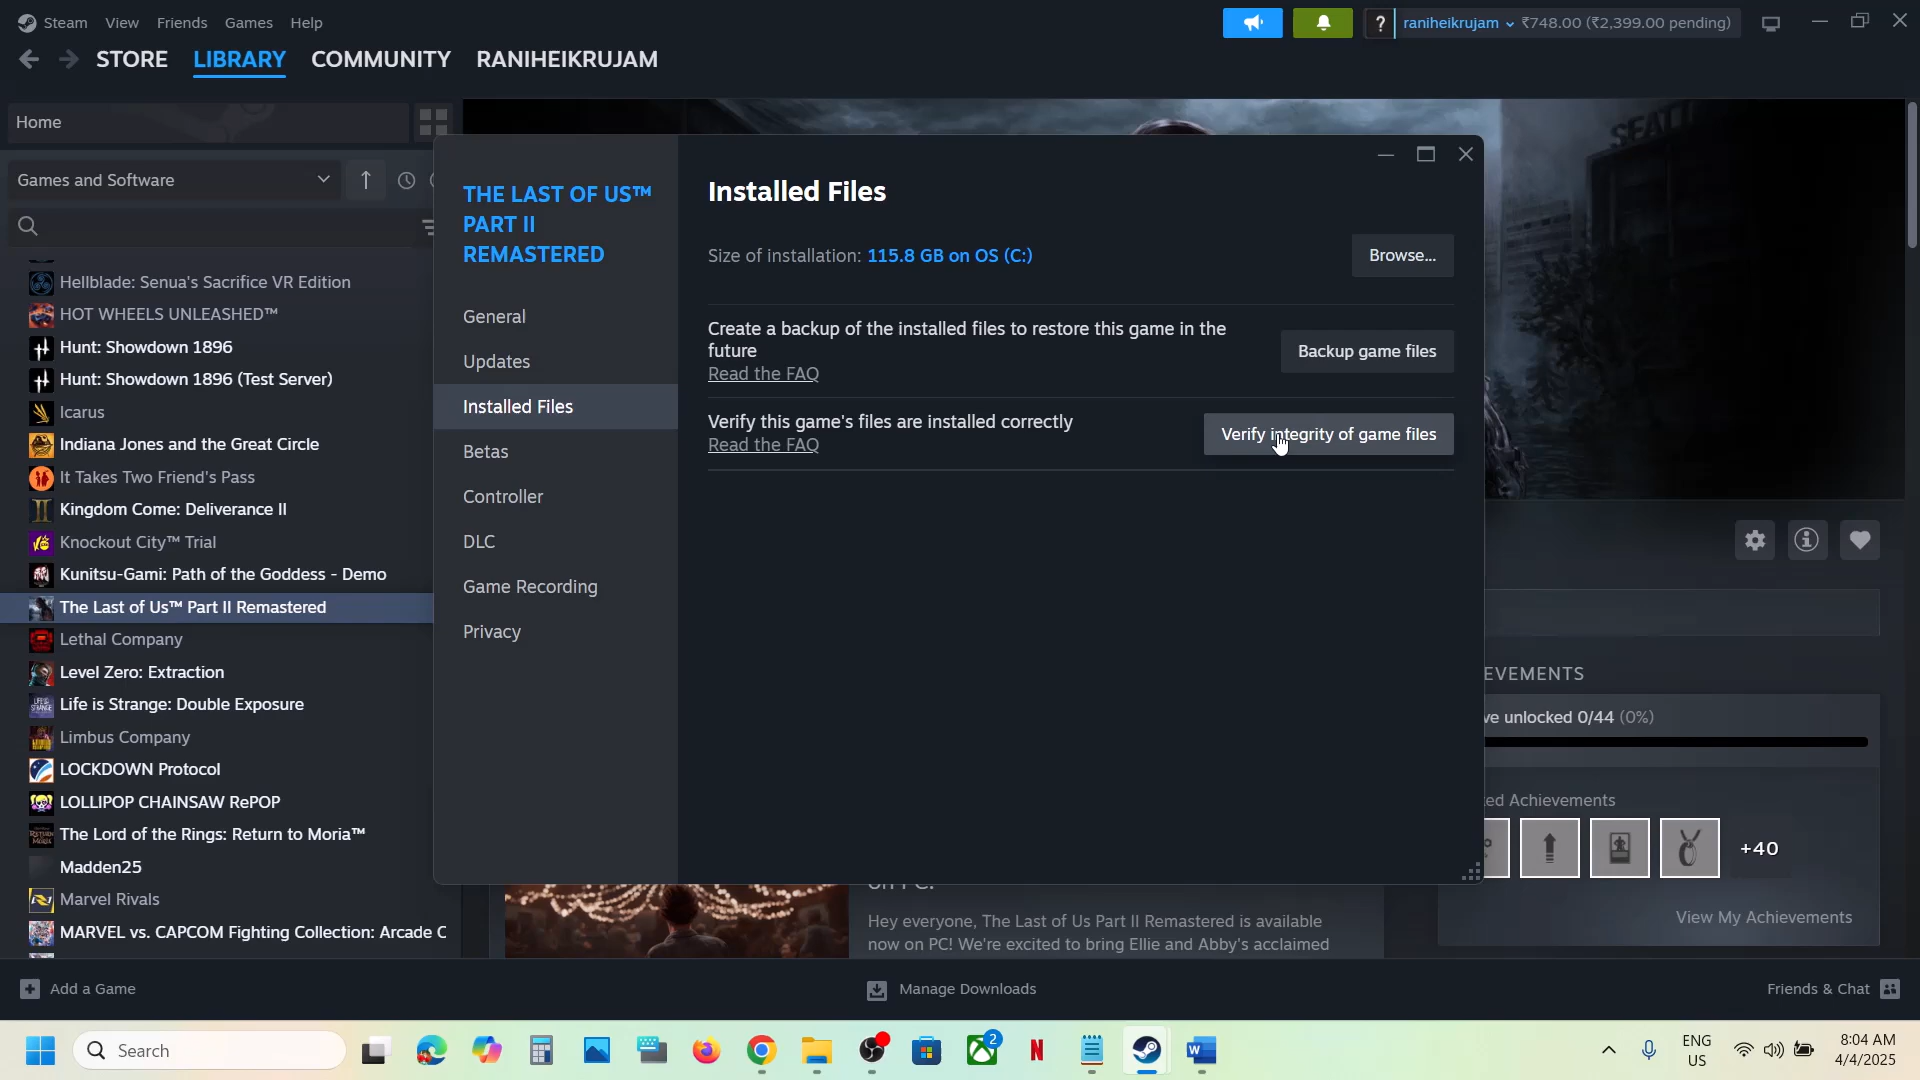 Steam View Friends Games Help
? raniheikrujam ₹748.00 (₹2,399.00 pending)
STORE LIBRARY COMMUNITY RANIHEIKRUJAM
Home
Games and Software
Hellblade: Senua's Sacrifice VR Edition
HOT WHEELS UNLEASHED™
Hunt: Showdown 1896
Hunt: Showdown 1896 (Test Server)
Icarus
Indiana Jones and the Great Circle
It Takes Two Friend's Pass
Kingdom Come: Deliverance II
Knockout City™ Trial
Kunitsu-Gami: Path of the Goddess - Demo
The Last of Us™ Part II Remastered
Lethal Company
Level Zero: Extraction
Life is Strange: Double Exposure
Limbus Company
LOCKDOWN Protocol
LOLLIPOP CHAINSAW RePOP
The Lord of the Rings: Return to Moria™
Madden25
Marvel Rivals
MARVEL vs. CAPCOM Fighting Collection: Arcade C
THE LAST OF US™
PART II
REMASTERED
General
Updates
Installed Files
Betas
Controller
DLC
Game Recording
Privacy
Installed Files
Size of installation: 115.8 GB on OS (C:)
Browse...
Create a backup of the installed files to restore this game in the
future
Read the FAQ
Backup game files
Verify this game's files are installed correctly
Read the FAQ
Verify integrity of game files
SEATT
EVEMENTS
ve unlocked 0/44 (0%)
ed Achievements
+40
View My Achievements
on PC!
Hey everyone, The Last of Us Part II Remastered is available
now on PC! We're excited to bring Ellie and Abby's acclaimed
Add a Game
Manage Downloads
Friends & Chat
Search
2
ENG
US
8:04 AM
4/4/2025